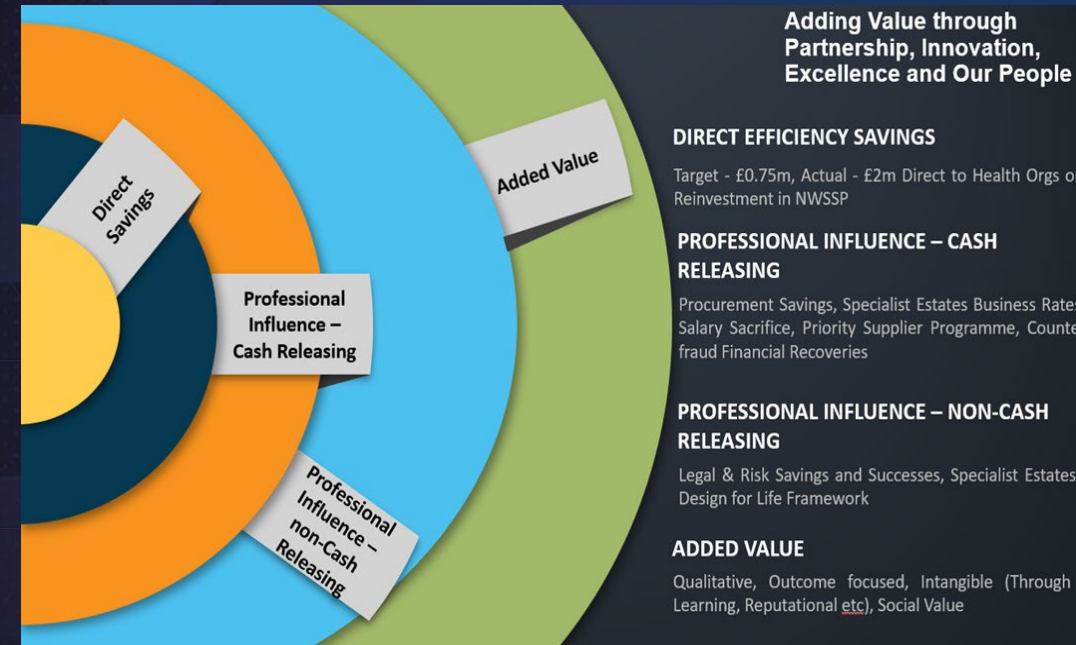 Adding Value through
Partnership, Innovation,
Excellence and Our People
Direct
Savings
Added Value
Professional
Influence –
Cash Releasing
Professional
Influence –
non-Cash
Releasing
DIRECT EFFICIENCY SAVINGS
Target - £0.75m, Actual - £2m Direct to Health Orgs or
Reinvestment in NWSSP
PROFESSIONAL INFLUENCE – CASH
RELEASING
Procurement Savings, Specialist Estates Business Rates
Salary Sacrifice, Priority Supplier Programme, Counte
fraud Financial Recoveries
PROFESSIONAL INFLUENCE – NON-CASH
RELEASING
Legal & Risk Savings and Successes, Specialist Estates
Design for Life Framework
ADDED VALUE
Qualitative, Outcome focused, Intangible (Through
Learning, Reputational etc), Social Value